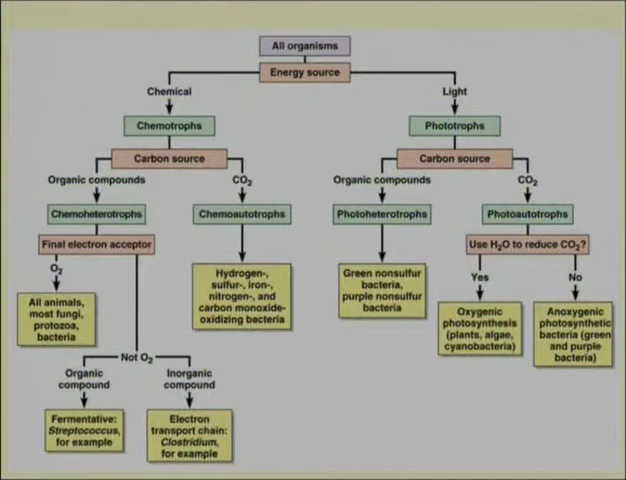 All organisms
Energy source
Chemical
Light
Chemotrophs
Phototrophs
Carbon source
Carbon source
Organic compounds
CO2
Organic compounds
CO2
Chemoheterotrophs
Chemoautotrophs
Photoheterotrophs
Photoautotrophs
Final electron acceptor
Use H2O to reduce CO2?
O2
Yes
No
Hydrogen-,
sulfur-, iron-,
nitrogen-, and
carbon monoxide-
oxidizing bacteria
Green nonsulfur
bacteria,
purple nonsulfur
bacteria
All animals,
most fungi,
protozoa,
bacteria
Oxygenic
photosynthesis
(plants, algae,
cyanobacteria)
Anoxygenic
photosynthetic
bacteria (green
and purple
bacteria)
Not O2
Organic
compound
Inorganic
compound
Fermentative:
Streptococcus,
for example
Electron
transport chain:
Clostridium,
for example